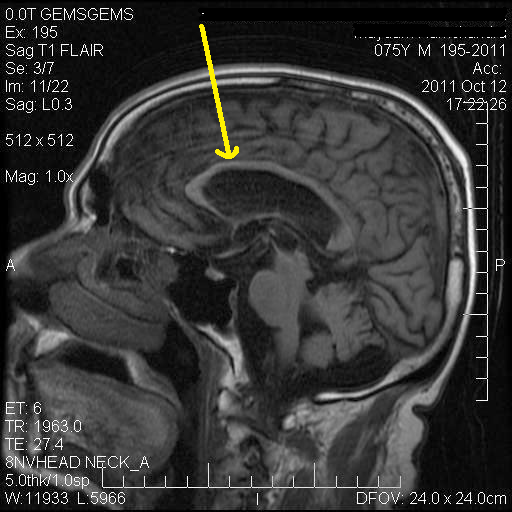 0.0T GEMSGEMS
Ex: 195
Sag T1 FLAIR
Se: 3/7
Im: 11/22
Sag: L0.3
512 x 512
Mag: 1.0x
075Y M 195-2011
Acc:
2011 Oct 12
17:22:26
A
P
ET: 6
TR: 1963.0
TE: 27.4
8NVHEAD NECK_A
5.0thk/1.0sp
W:11933 L:5966
I
DFOV: 24.0 x 24.0cm